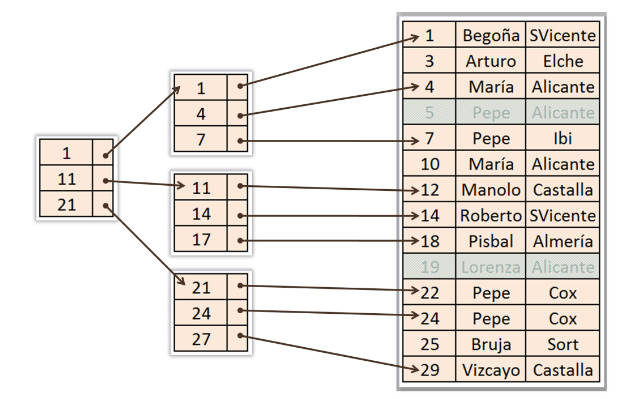 1
11
21
1
4
7
11
14
17
21
24
27
1 Begoña SVicente
3 Arturo Elche
4 María Alicante
5 Pepe Alicante
7 Pepe Ibi
10 María Alicante
12 Manolo Castalla
14 Roberto SVicente
18 Pisbal Almería
19 Lorenza Alicante
22 Pepe Cox
24 Pepe Cox
25 Bruja Sort
29 Vizcayo Castalla